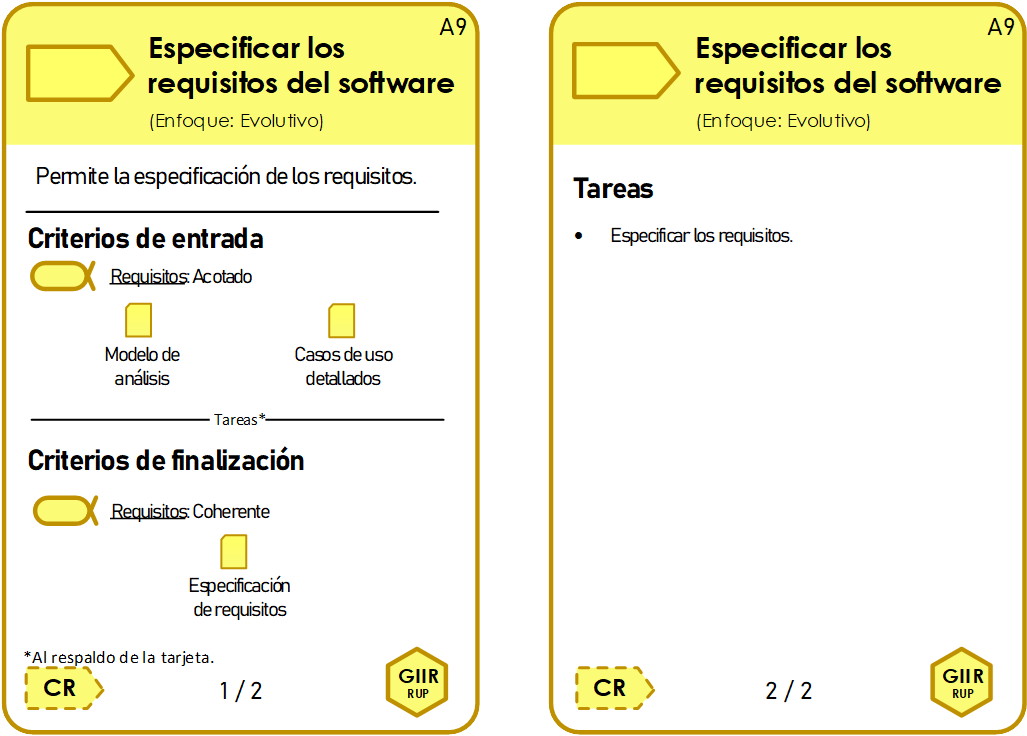 A9
Especificar los
requisitos del software
(Enfoque: Evolutivo)
Permite la especificación de los requisitos.
Criterios de entrada
Requisitos: Acotado
Modelo de
análisis
Casos de uso
detallados
Tareas*
Criterios de finalización
Requisitos: Coherente
Especificación
de requisitos
*Al respaldo de la tarjeta.
CR
1 / 2
GIIR
RUP
A9
Especificar los
requisitos del software
(Enfoque: Evolutivo)
Tareas
• Especificar los requisitos.
CR
2 / 2
GIIR
RUP